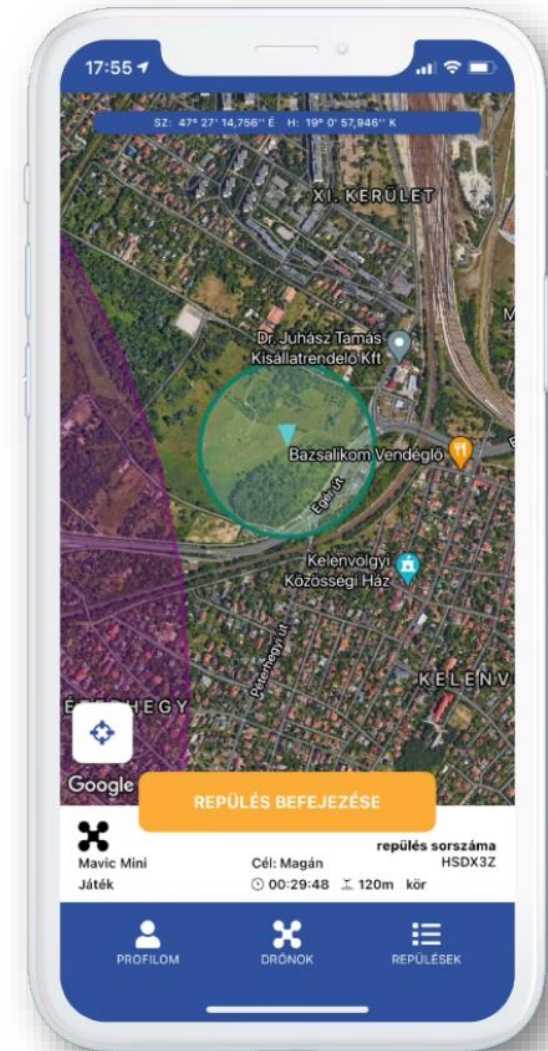 17:55
SZ: 47° 27' 14,756'' É H: 19° 0' 57,946'' K
XI. KERÜLET
Dr. Juhász Tamás
Kisállatrendelő Kft
Bazsalikom Vendéglő
Egéri út
Kelenvölgyi
Közösségi Ház
Péterhegyi út
KELENV
ÉTERHEGY
Google
REPÜLÉS BEFEJEZÉSE
repülés sorszáma
Mavic Mini Cél: Magán HSDX3Z
Játék 00:29:48 120m kör
PROFILOM DRÓNOK REPÜLÉSEK